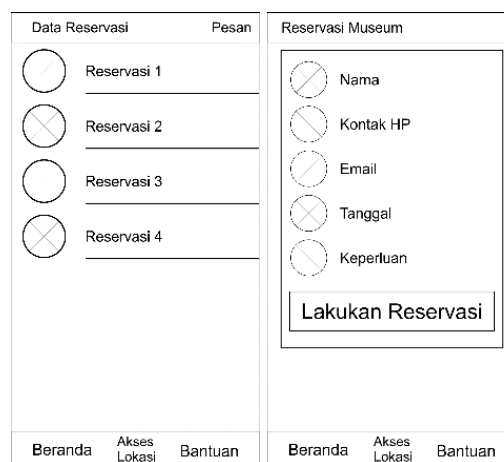 Data Reservasi Pesan
Reservasi 1
Reservasi 2
Reservasi 3
Reservasi 4
Beranda Akses Lokasi Bantuan
Reservasi Museum
Nama
Kontak HP
Email
Tanggal
Keperluan
Lakukan Reservasi
Beranda Akses Lokasi Bantuan